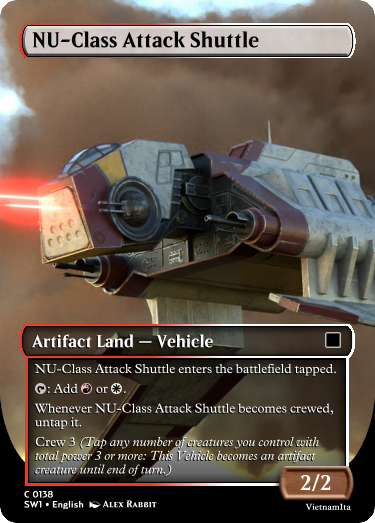 NU-Class Attack Shuttle
Artifact Land — Vehicle
NU-Class Attack Shuttle enters the battlefield tapped.
: Add or .
Whenever NU-Class Attack Shuttle becomes crewed,
untap it.
Crew 3 (Tap any number of creatures you control with
total power 3 or more: This Vehicle becomes an artifact
creature until end of turn.)
2/2
C 0138
SW1 • English Alex Rabbit
VietnamIta